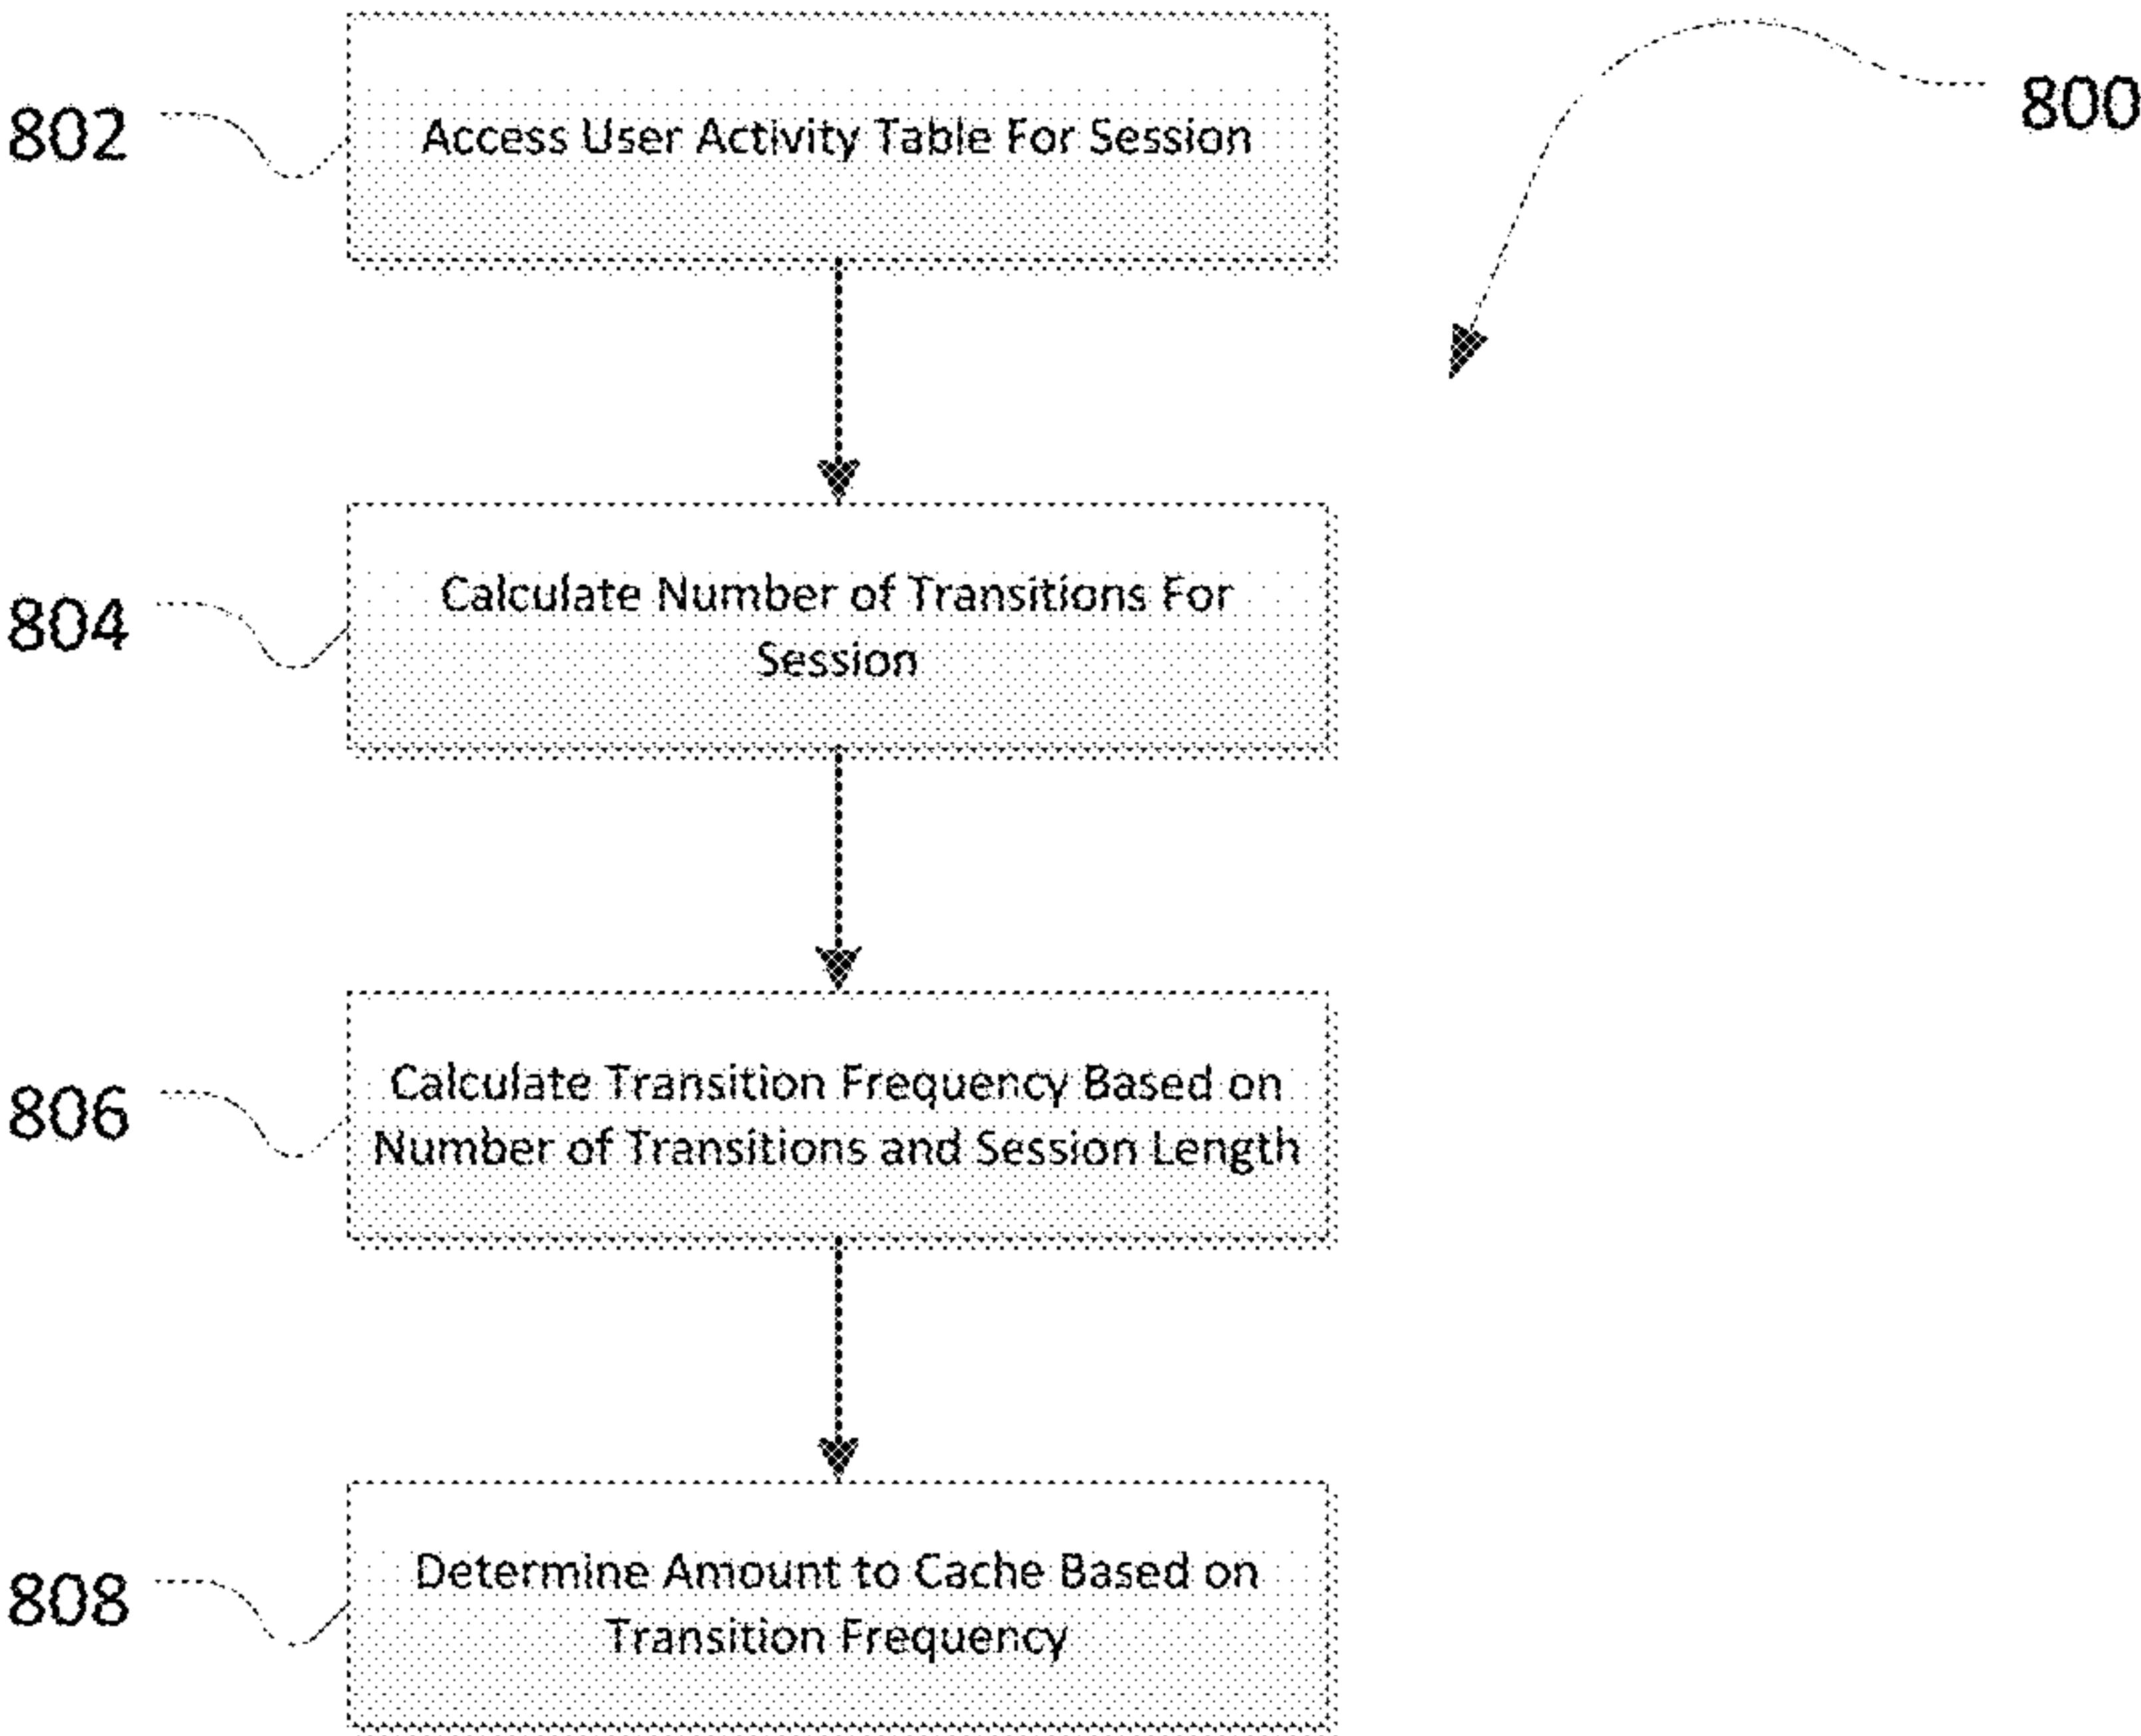 800
802
Access User Activity Table For Session
804
Calculate Number of Transitions For
Session
806
Calculate Transition Frequency Based on
Number of Transitions and Session Length
808
Determine Amount to Cache Based on
Transition Frequency